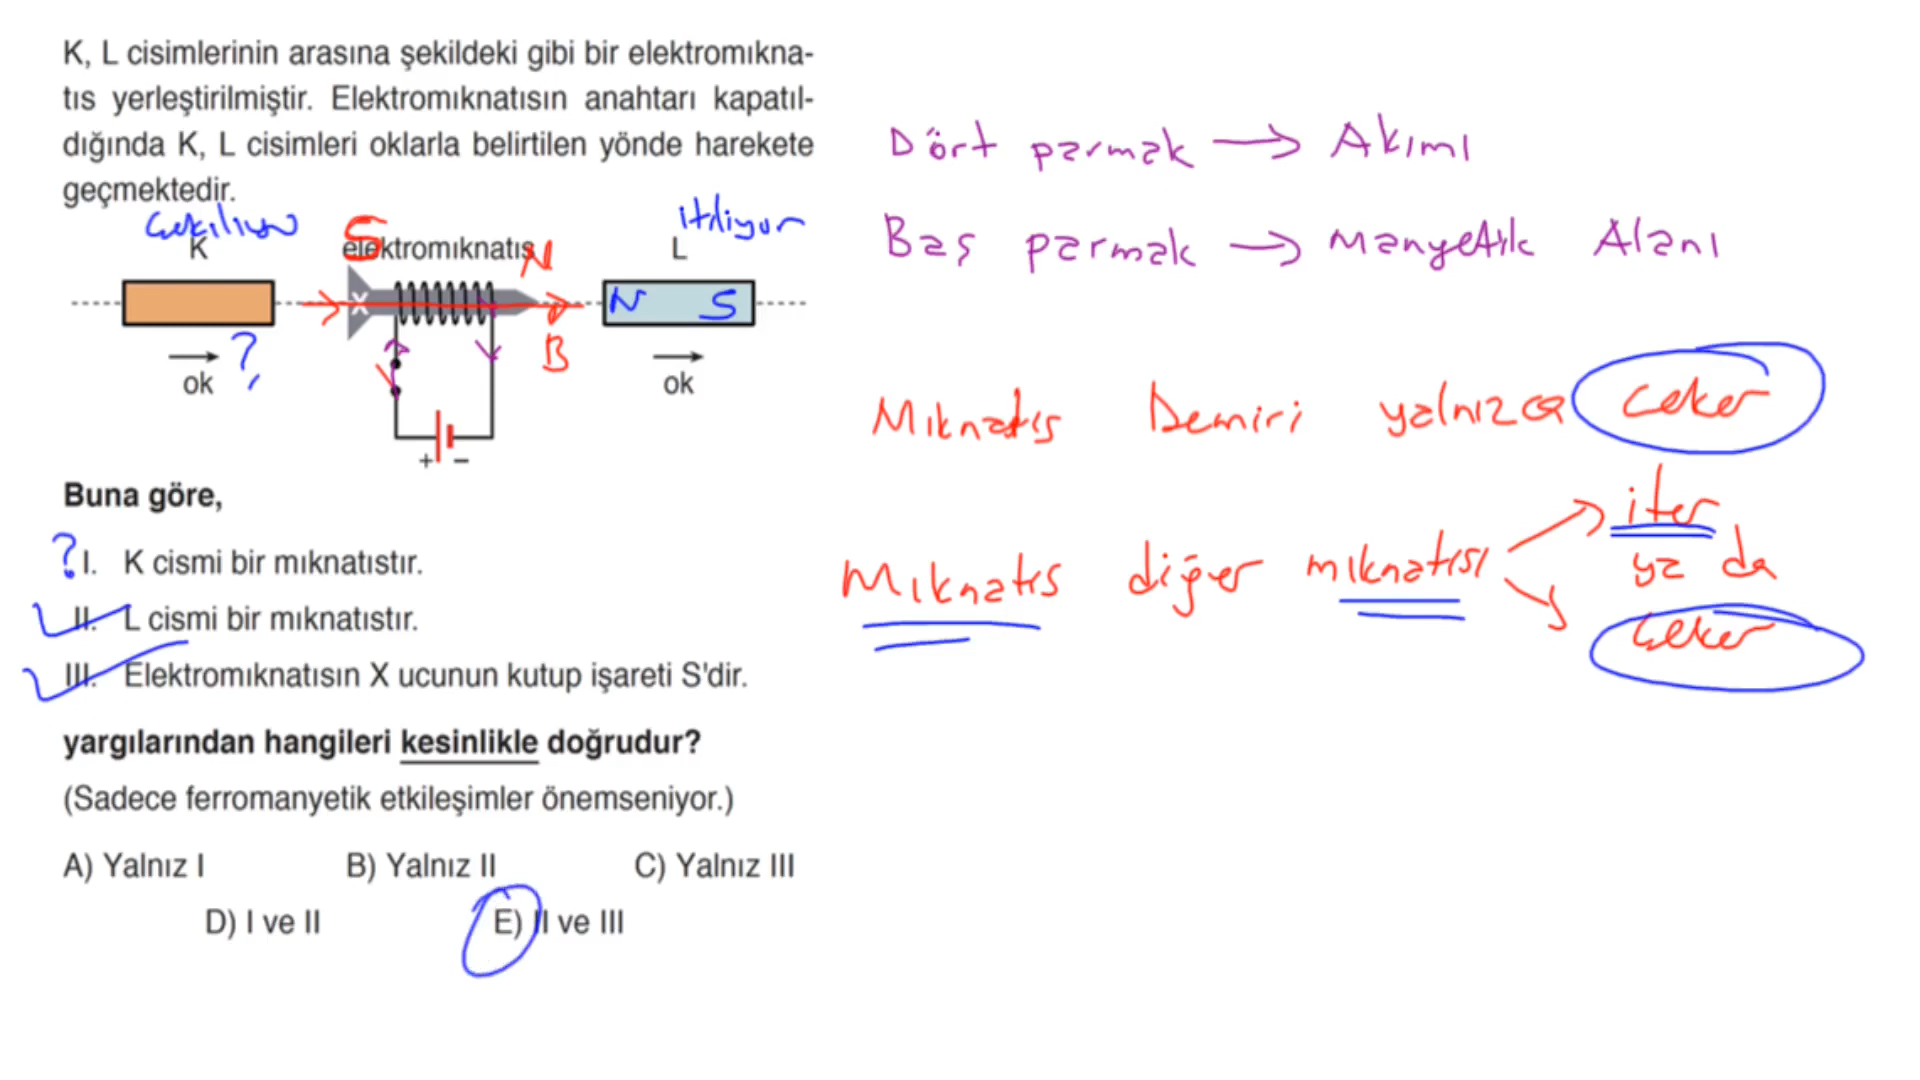 K, L cisimlerinin arasına şekildeki gibi bir elektromıkna-
tıs yerleştirilmiştir. Elektromıknatısın anahtarı kapatıl-
dığında K, L cisimleri oklarla belirtilen yönde harekete
geçmektedir.
çekiliyor
itiliyor
K
S
elektromıknatıs
N
L
X
N S
B
ok
?
ok
+ −
Buna göre,
? I. K cismi bir mıknatıstır.
II. L cismi bir mıknatıstır.
III. Elektromıknatısın X ucunun kutup işareti S'dir.
yargılarından hangileri kesinlikle doğrudur?
(Sadece ferromanyetik etkileşimler önemseniyor.)
A) Yalnız I B) Yalnız II C) Yalnız III
D) I ve II E) II ve III
Dört parmak → Akımı
Baş parmak → Manyetik Alanı
Mıknatıs Demiri yalnızca çeker
Mıknatıs diğer mıknatısı
iter
ya da
çeker